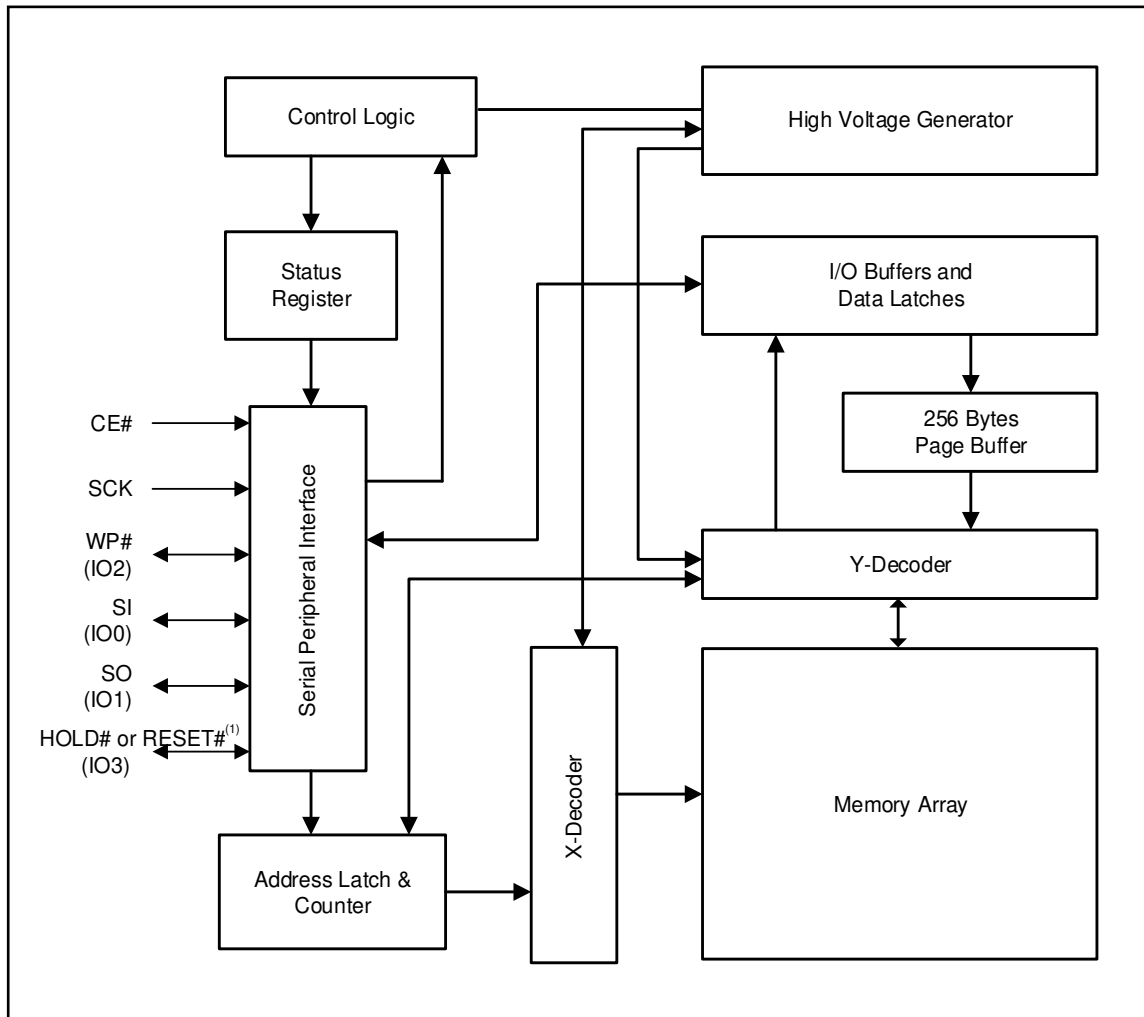 Control Logic
High Voltage Generator
Status
Register
I/O Buffers and
Data Latches
256 Bytes
Page Buffer
CE#
SCK
WP#
(IO2)
SI
(IO0)
SO
(IO1)
HOLD# or RESET#(1)
(IO3)
Serial Peripheral Interface
Y-Decoder
X-Decoder
Memory Array
Address Latch &
Counter